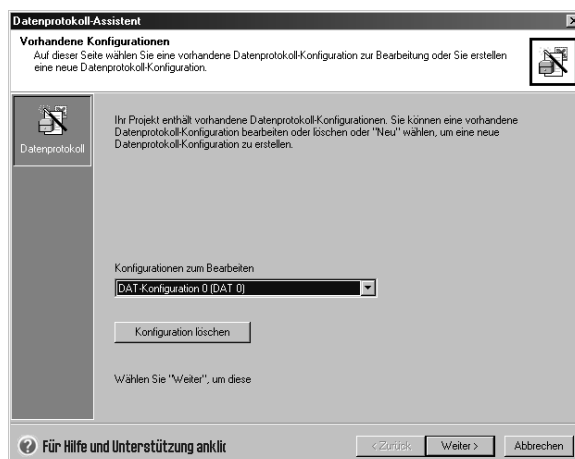 Datenprotokoll-Assistent
Vorhandene Konfigurationen
Auf dieser Seite wählen Sie eine vorhandene Datenprotokoll-Konfiguration zur Bearbeitung oder Sie erstellen
eine neue Datenprotokoll-Konfiguration.
Datenprotokoll
Ihr Projekt enthält vorhandene Datenprotokoll-Konfigurationen. Sie können eine vorhandene
Datenprotokoll-Konfiguration bearbeiten oder löschen oder "Neu" wählen, um eine neue
Datenprotokoll-Konfiguration zu erstellen.
Konfigurationen zum Bearbeiten
DAT-Konfiguration 0 (DAT 0)
Konfiguration löschen
Wählen Sie "Weiter", um diese
Für Hilfe und Unterstützung anklic
< Zurück
Weiter >
Abbrechen